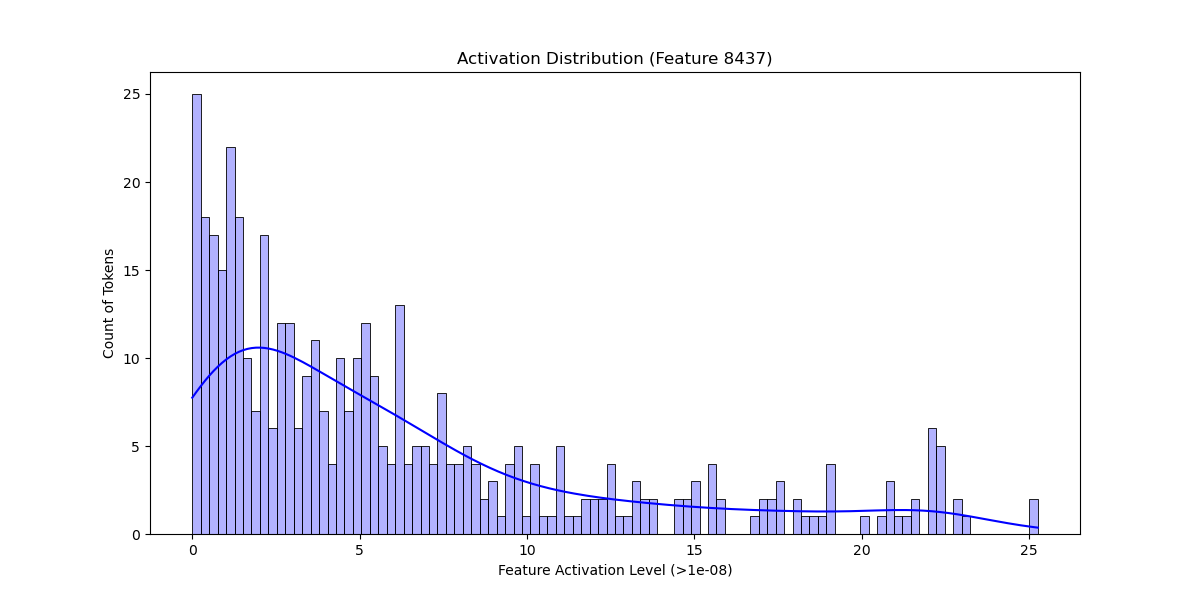 Activation Distribution (Feature 8437)
25
20
15
10
5
0
Count of Tokens
0 5 10 15 20 25
Feature Activation Level (>1e-08)